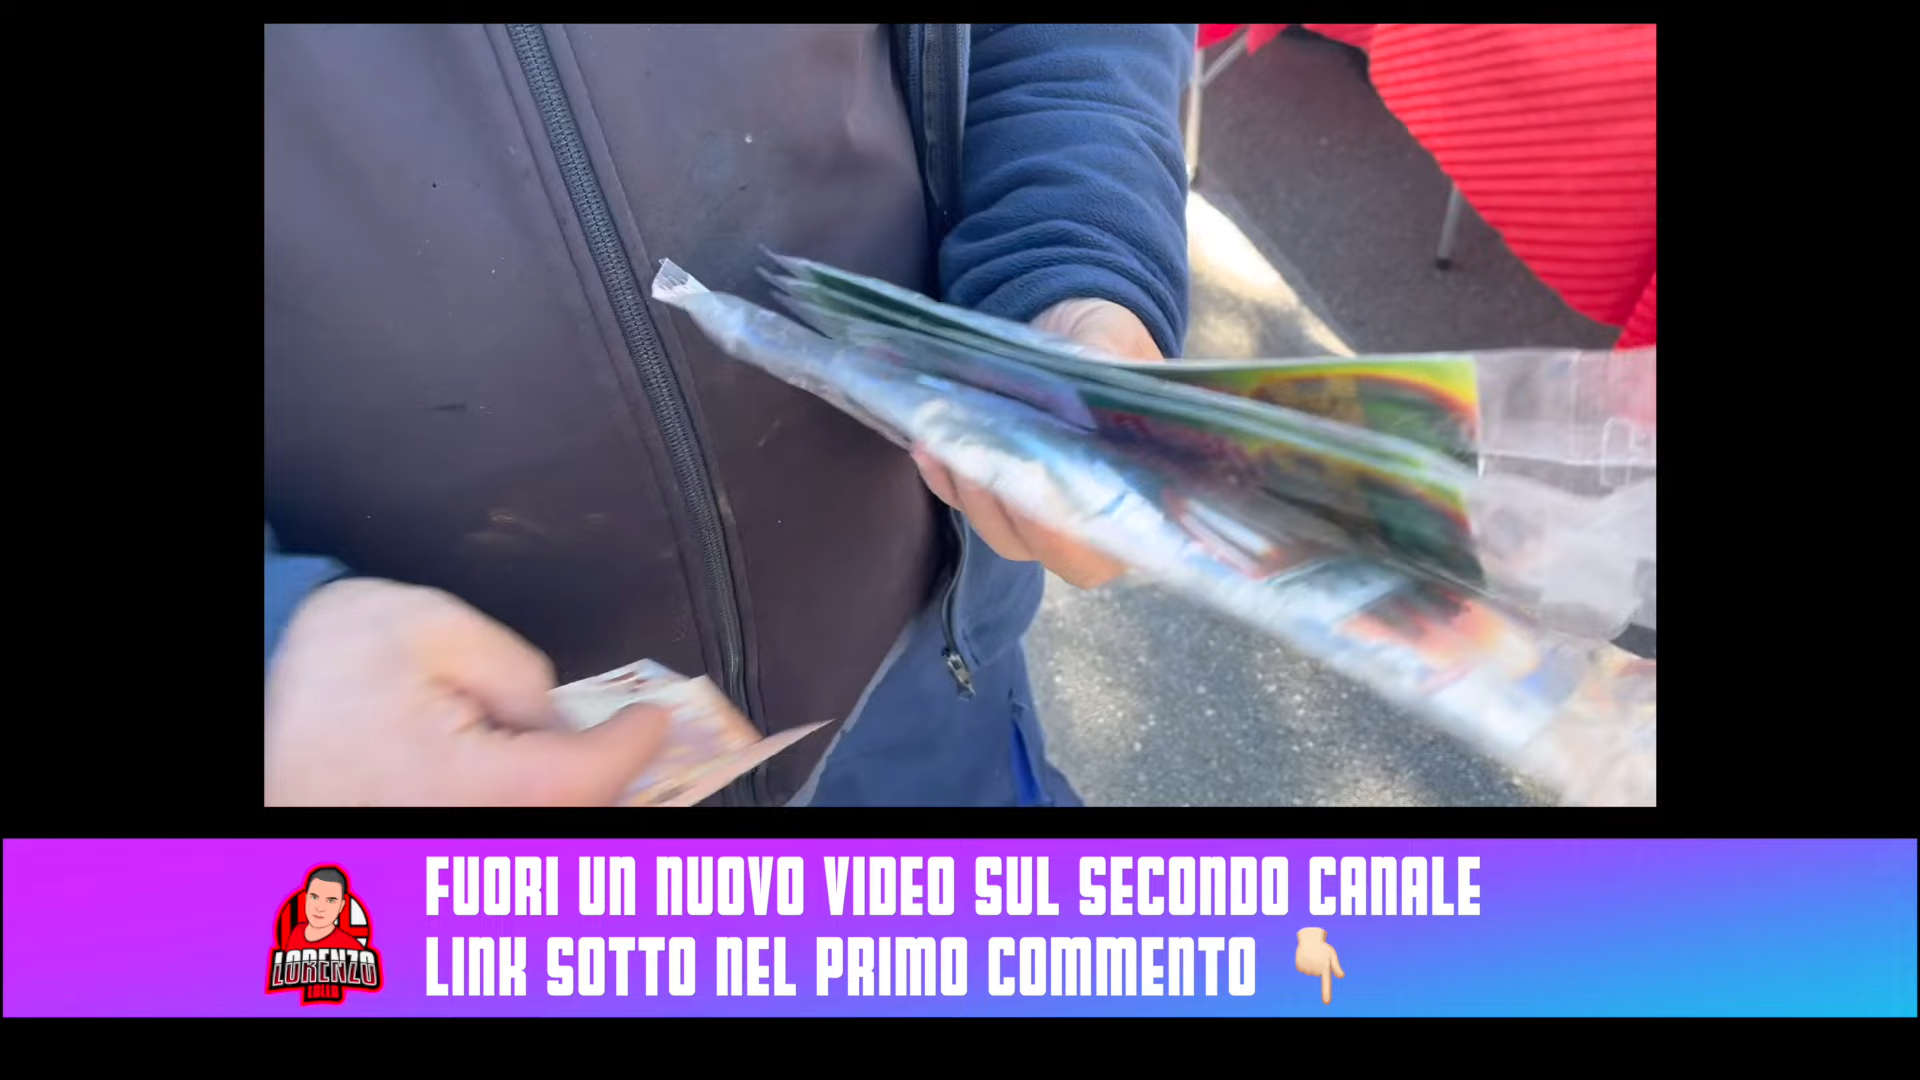 FUORI UN NUOVO VIDEO SUL SECONDO CANALE
LINK SOTTO NEL PRIMO COMMENTO 👇🏻
LORENZO